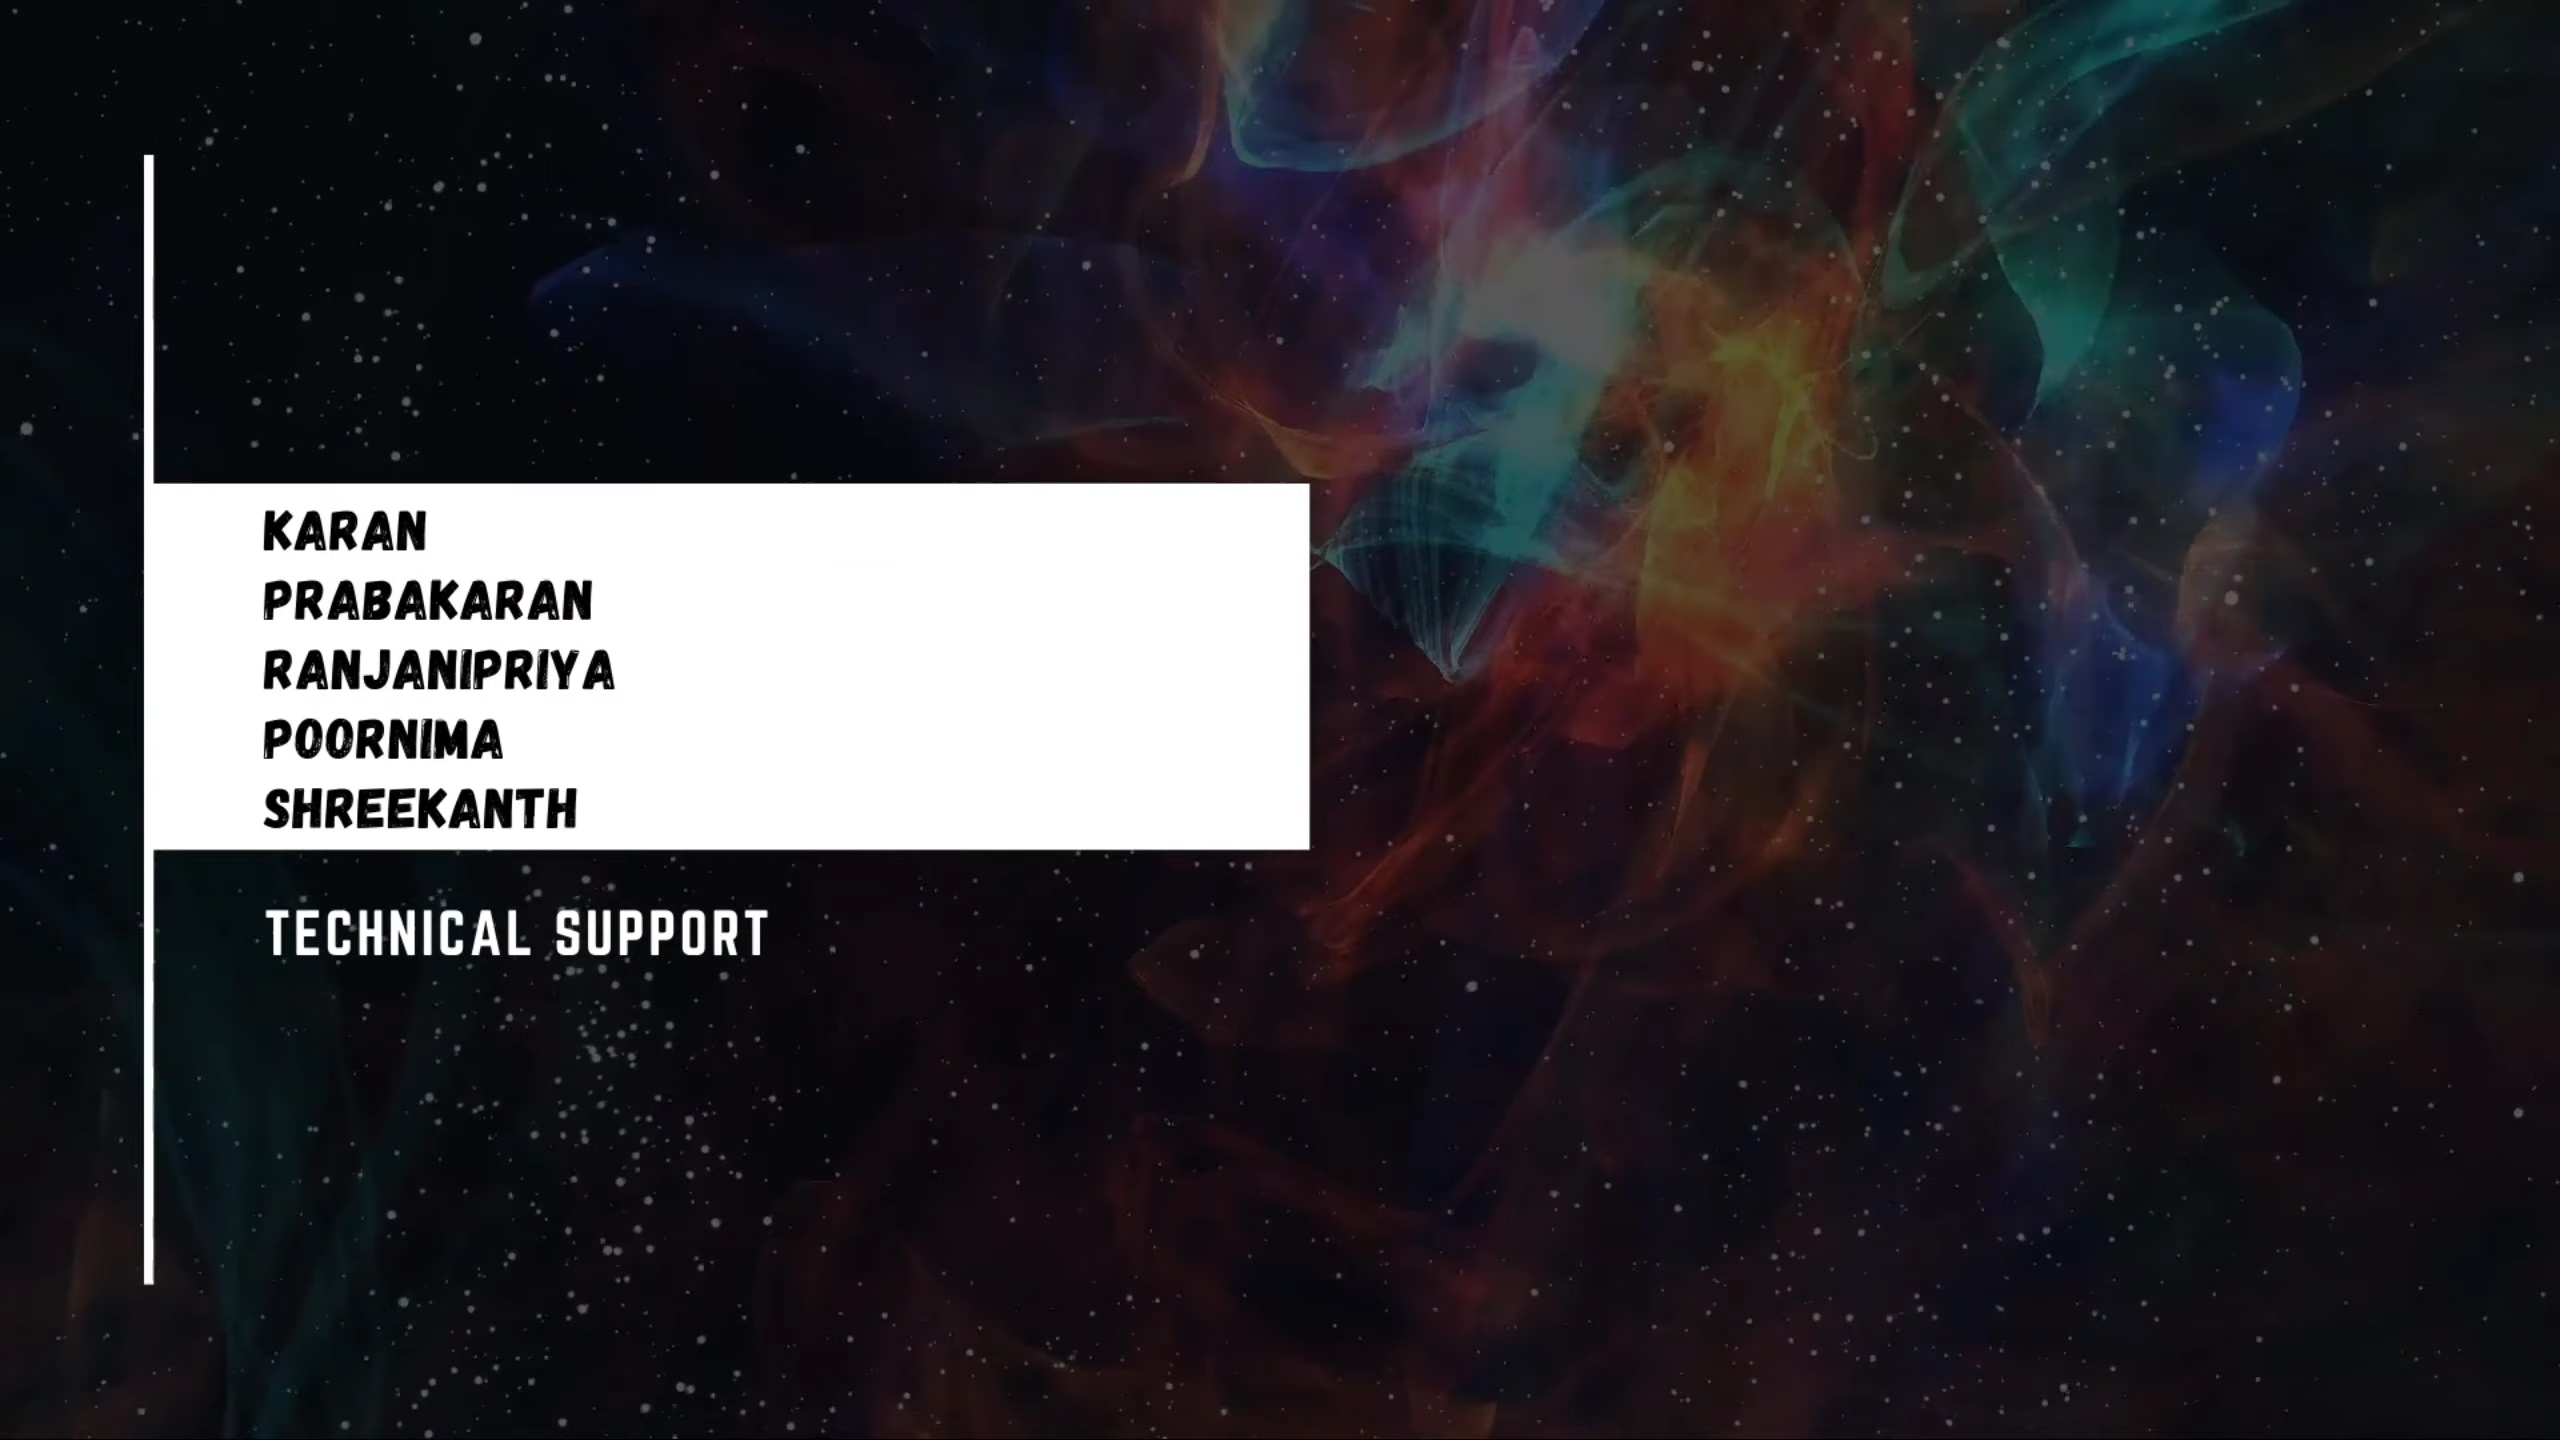 KARAN
PRABAKARAN
RANJANIPRIYA
POORNIMA
SHREEKANTH
TECHNICAL SUPPORT